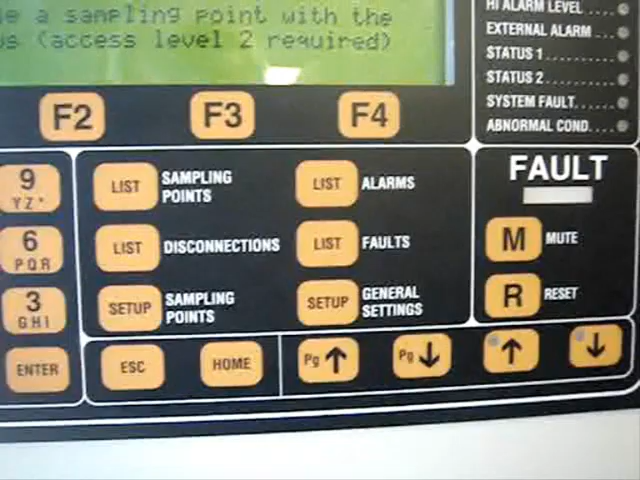 e a sampling point with the
us (access level 2 required)
HI ALARM LEVEL
EXTERNAL ALARM
STATUS 1
STATUS 2
SYSTEM FAULT
ABNORMAL COND.
F2
F3
F4
9
YZ*
6
PQR
3
GHI
ENTER
LIST
SAMPLING
POINTS
LIST
ALARMS
LIST
DISCONNECTIONS
LIST
FAULTS
SETUP
SAMPLING
POINTS
SETUP
GENERAL
SETTINGS
FAULT
M
MUTE
R
RESET
ESC
HOME
Pg ↑
Pg ↓
↑
↓